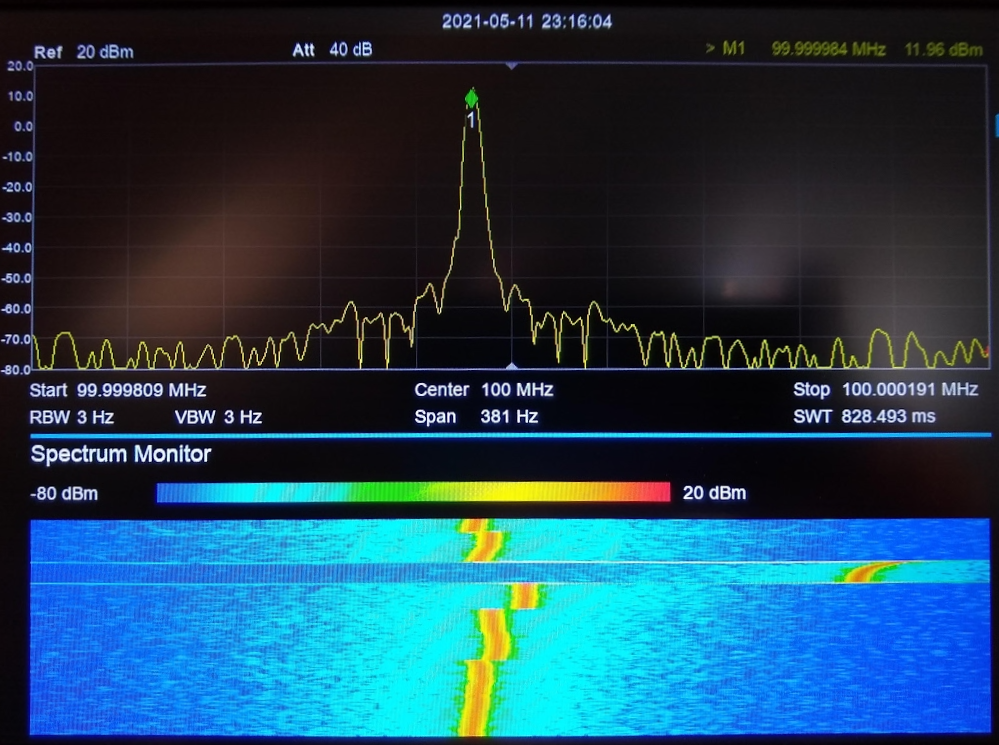 2021-05-11 23:16:04
Ref 20 dBm Att 40 dB > M1 99.999984 MHz 11.96 dBm
20.0
10.0
1
0.0
-10.0
-20.0
-30.0
-40.0
-50.0
-60.0
-70.0
-80.0
Start 99.999809 MHz Center 100 MHz Stop 100.000191 MHz
RBW 3 Hz VBW 3 Hz Span 381 Hz SWT 828.493 ms
Spectrum Monitor
-80 dBm 20 dBm